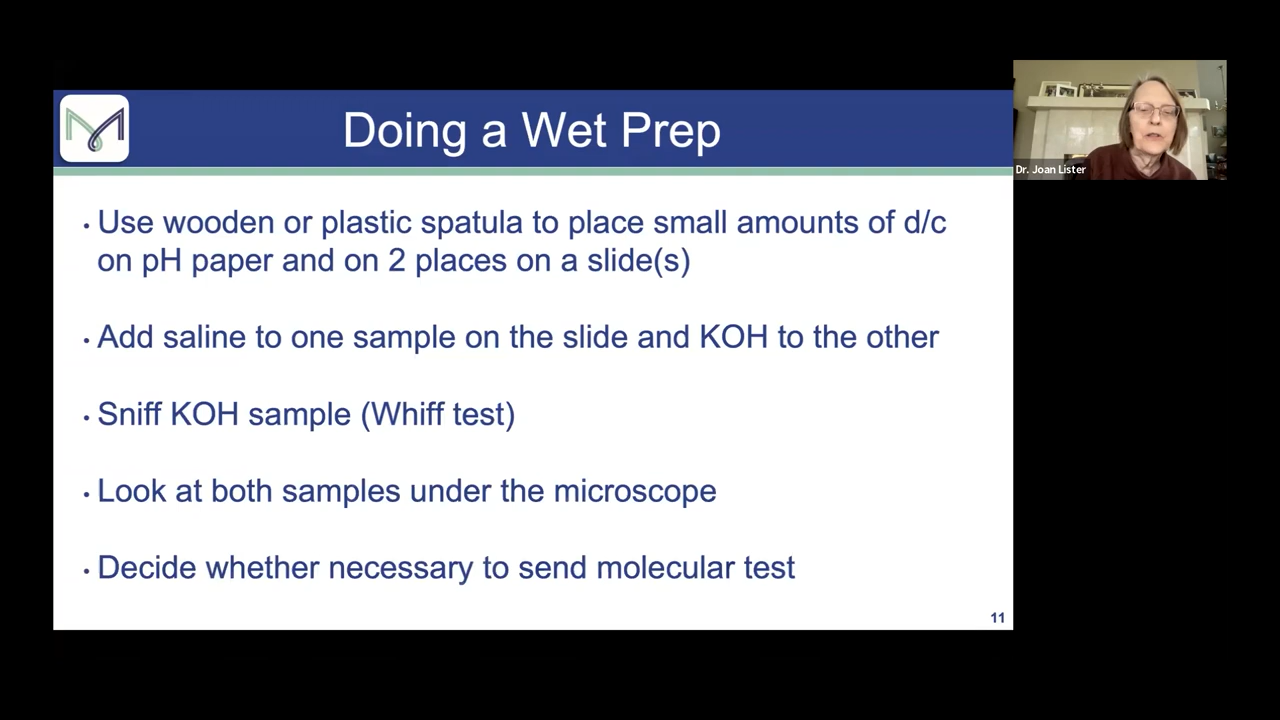 Doing a Wet Prep
Dr. Joan Lister
• Use wooden or plastic spatula to place small amounts of d/c
on pH paper and on 2 places on a slide(s)
• Add saline to one sample on the slide and KOH to the other
• Sniff KOH sample (Whiff test)
• Look at both samples under the microscope
• Decide whether necessary to send molecular test
11